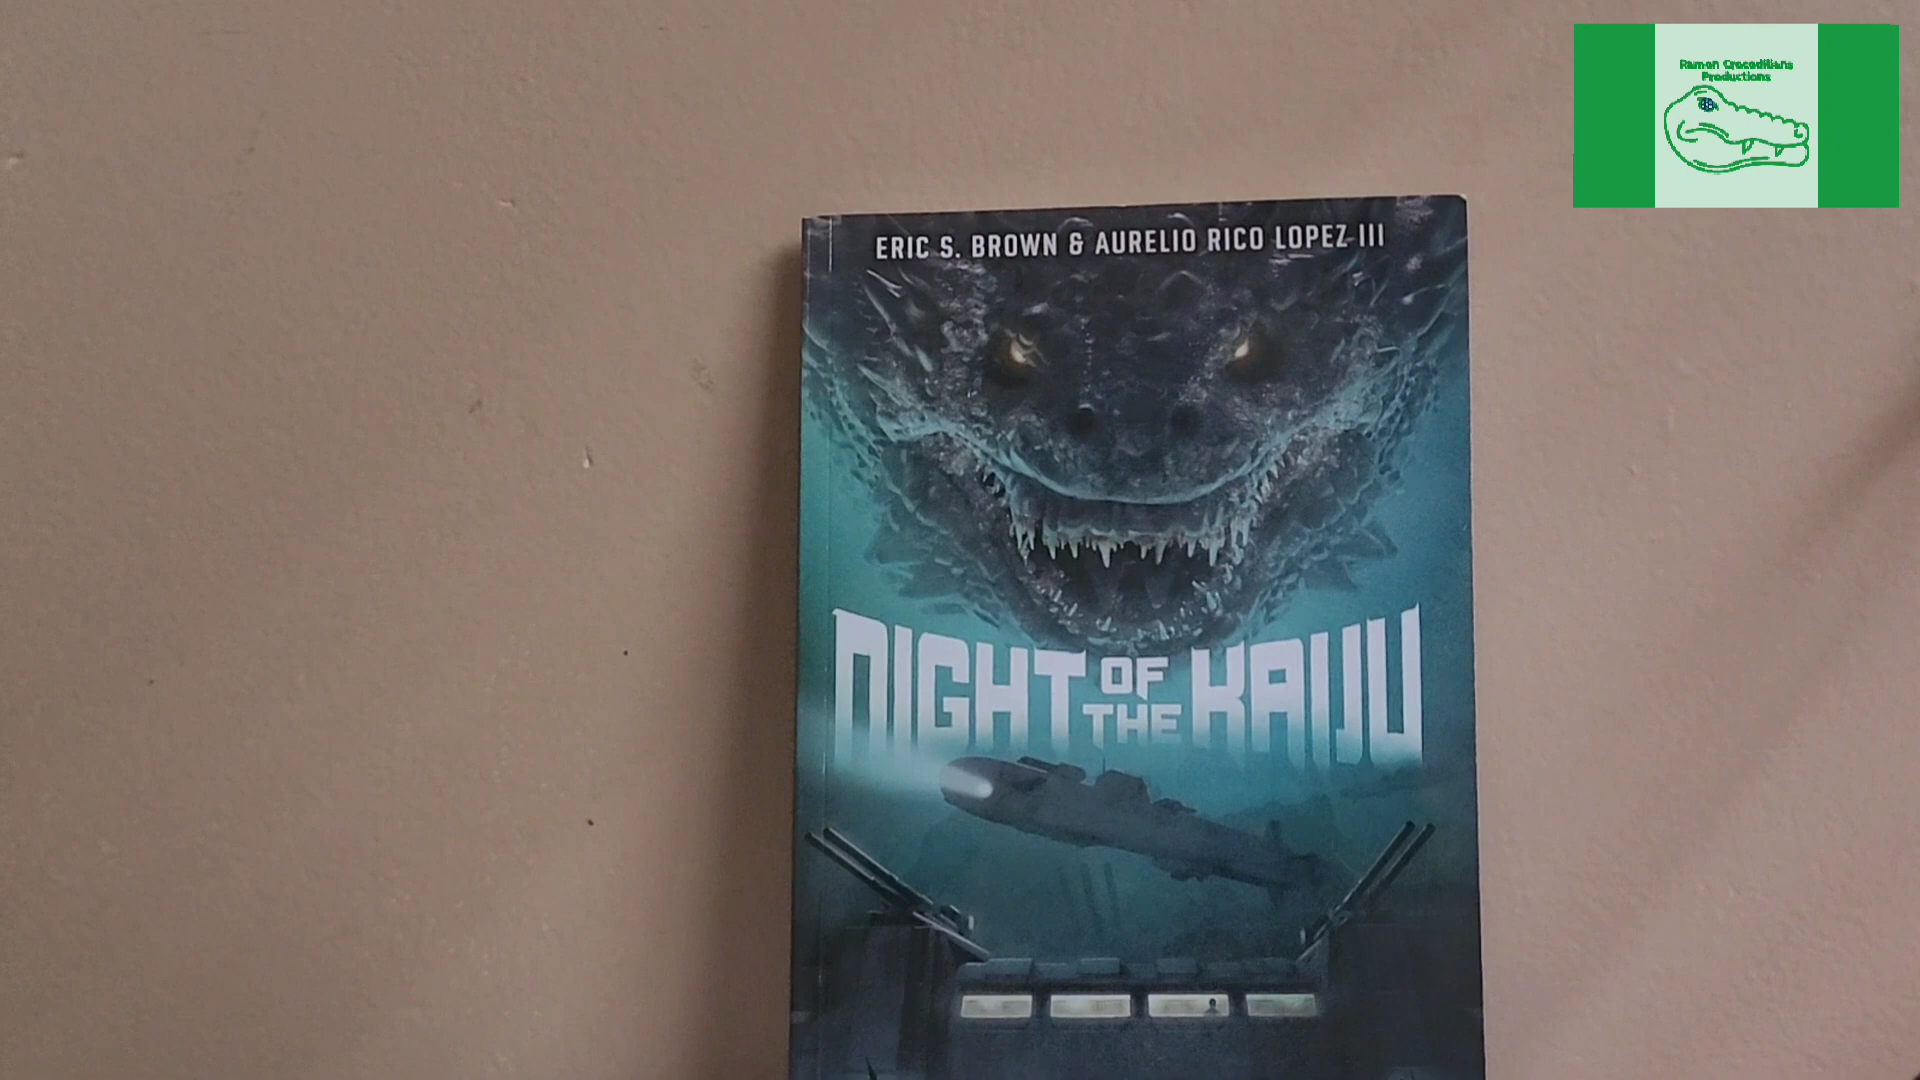 Ramon Crocodilians
Productions
ERIC S. BROWN & AURELIO RICO LOPEZ III
NIGHT OF THE KAIJU